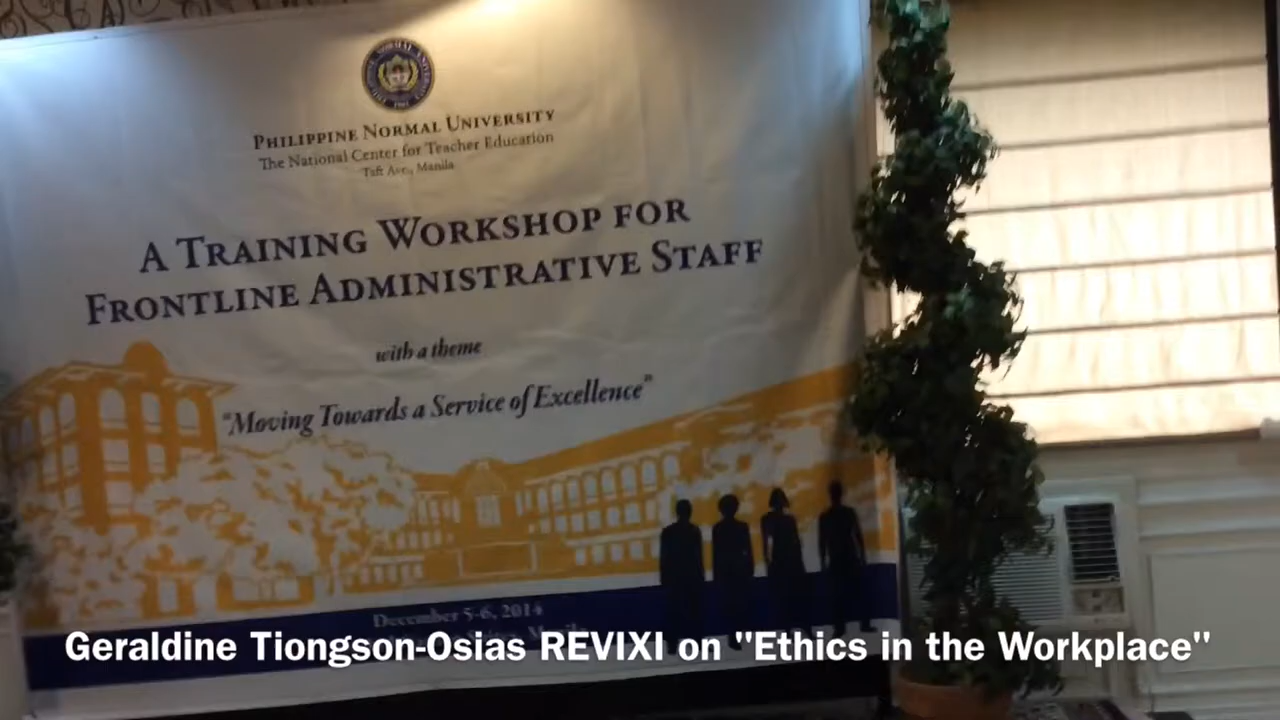 PHILIPPINE NORMAL UNIVERSITY
The National Center for Teacher Education
Taft Ave., Manila
A TRAINING WORKSHOP FOR
FRONTLINE ADMINISTRATIVE STAFF
with a theme
"Moving Towards a Service of Excellence"
December 5-6, 2014
Geraldine Tiongson-Osias REVIXI on "Ethics in the Workplace"